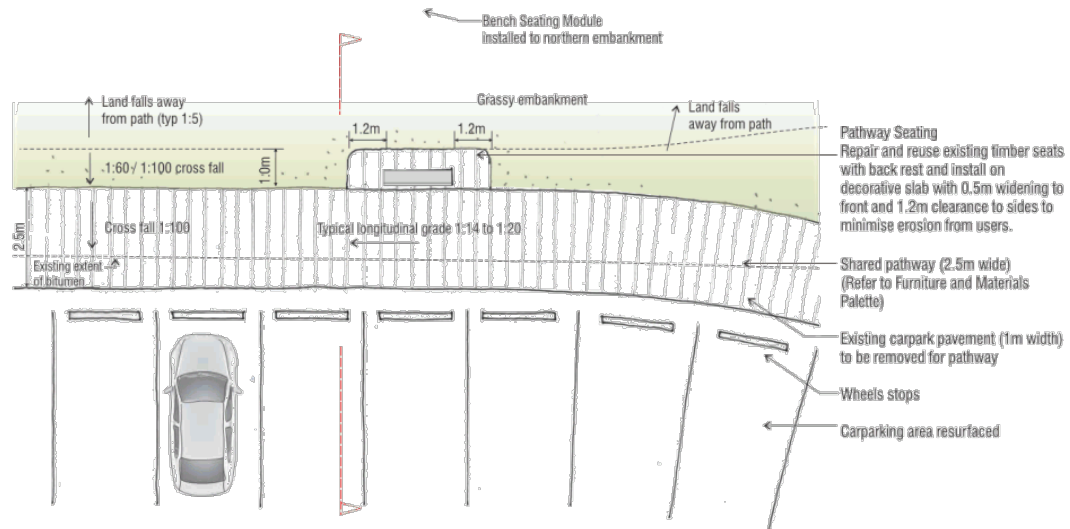 Bench Seating Module
installed to northern embankment
Land falls away
from path (typ 1:5)
Grassy embankment
Land falls
away from path
1.2m
1.2m
1:60 / 1:100 cross fall
1.0m
Pathway Seating
Repair and reuse existing timber seats
with back rest and install on
decorative slab with 0.5m widening to
front and 1.2m clearance to sides to
minimise erosion from users.
2.5m
Cross fall 1:100
Typical longitudinal grade 1:14 to 1:20
Existing extent
of bitumen
Shared pathway (2.5m wide)
(Refer to Furniture and Materials
Palette)
Existing carpark pavement (1m width)
to be removed for pathway
Wheels stops
Carparking area resurfaced